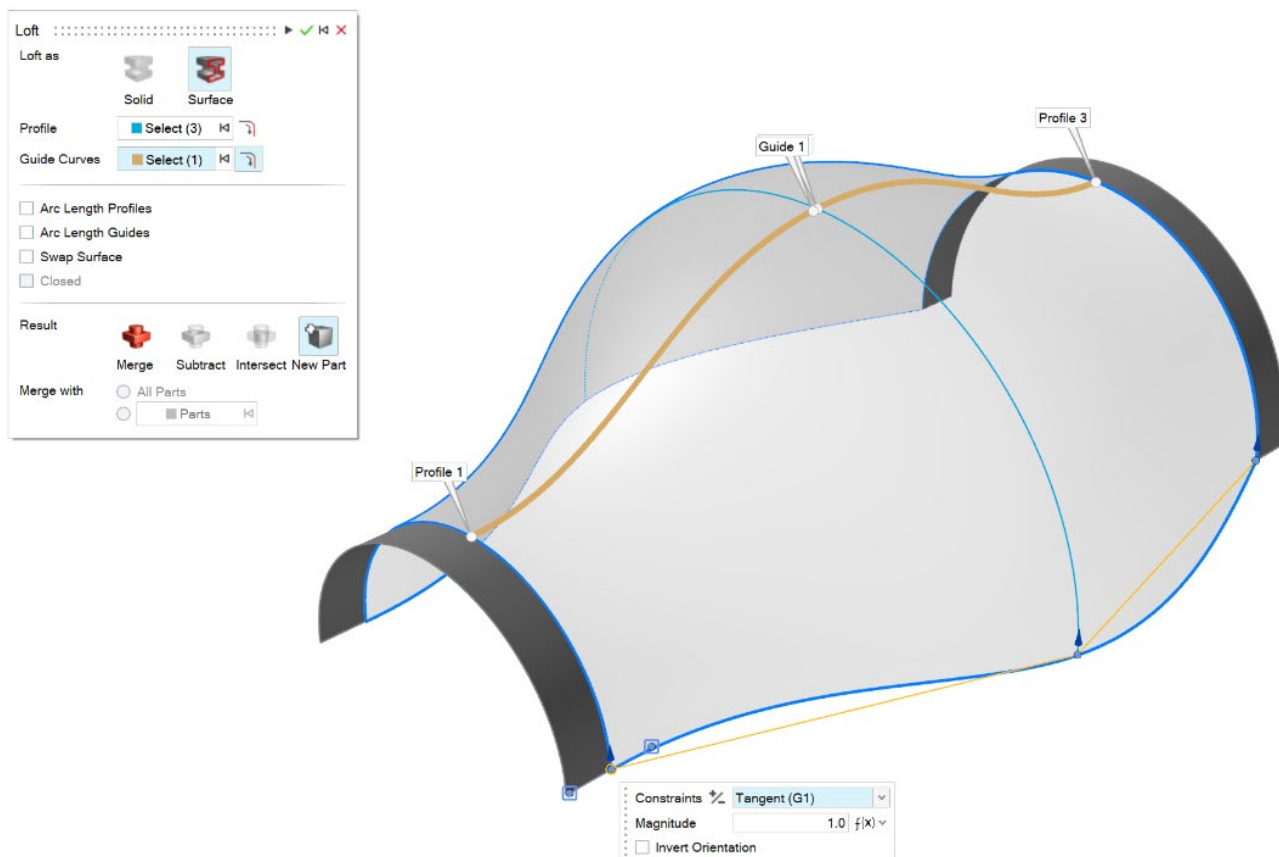 Loft
Loft as
Solid Surface
Profile Select (3)
Guide Curves Select (1)
Arc Length Profiles
Arc Length Guides
Swap Surface
Closed
Result
Merge Subtract Intersect New Part
Merge with All Parts
Parts
Profile 3
Guide 1
Profile 1
Constraints Tangent (G1)
Magnitude 1.0 f(x)
Invert Orientation